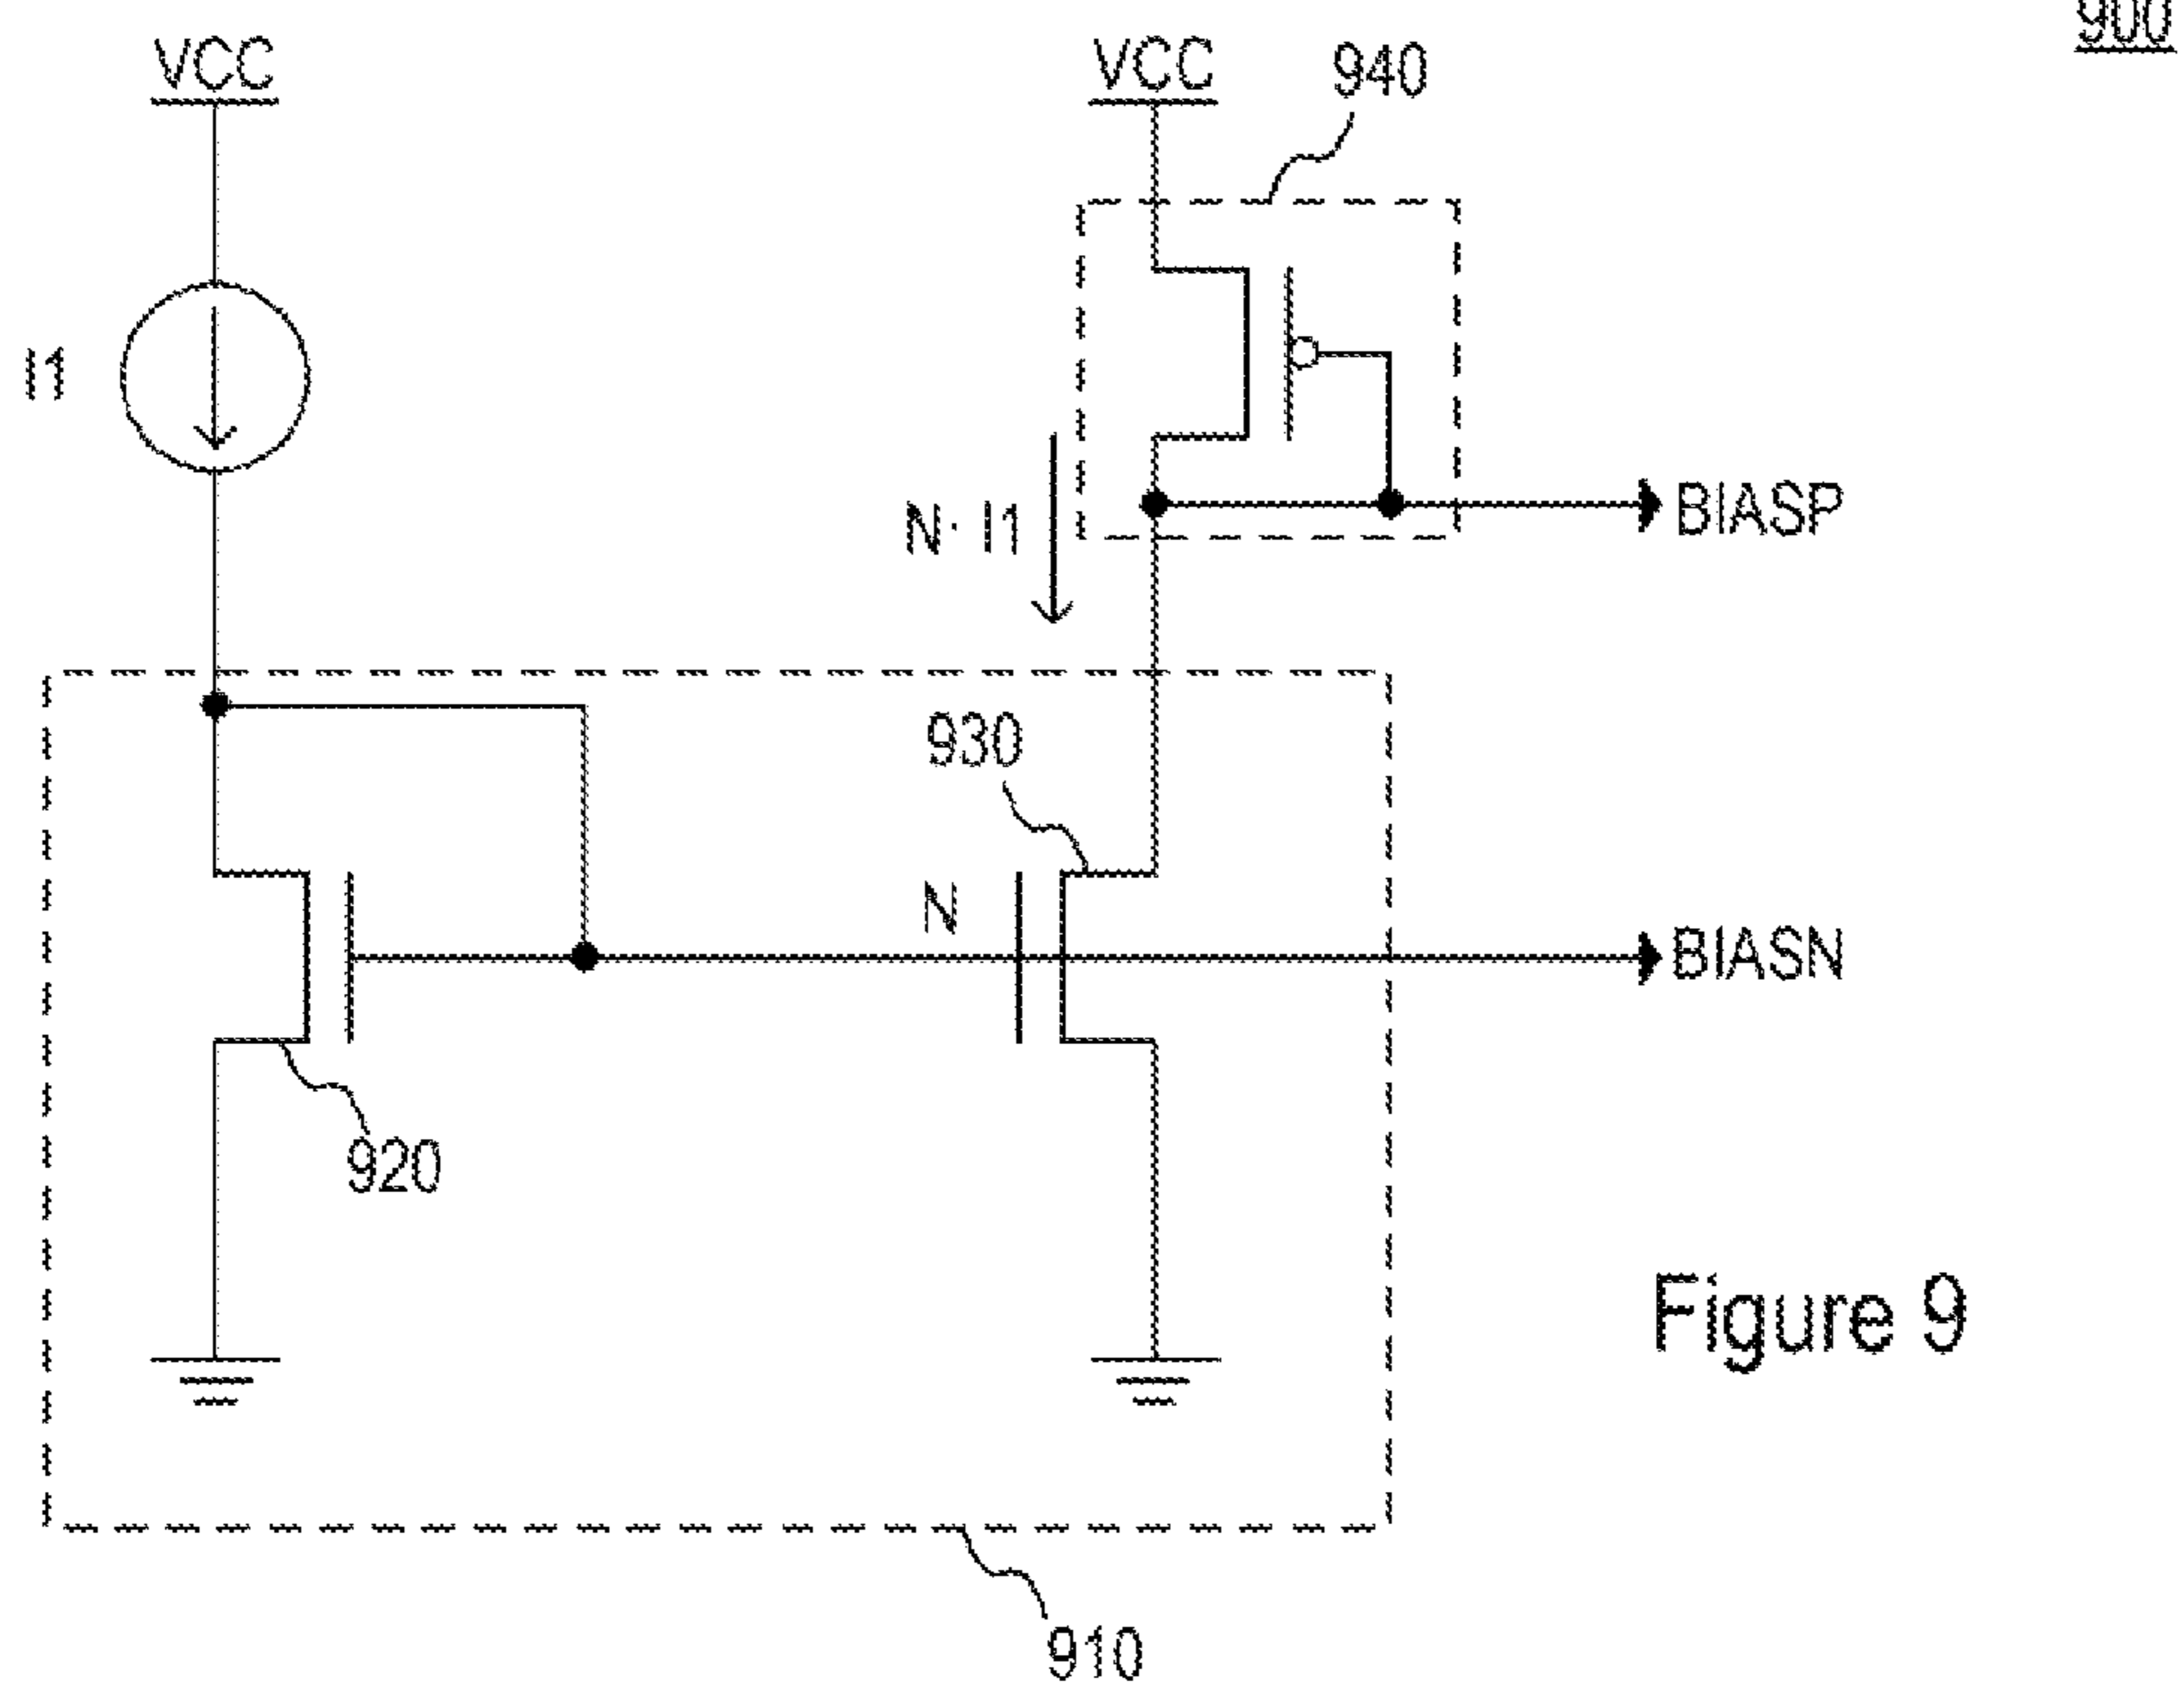 900
VCC
VCC
940
I1
N· I1
BIASP
930
N
BIASN
920
Figure 9
910